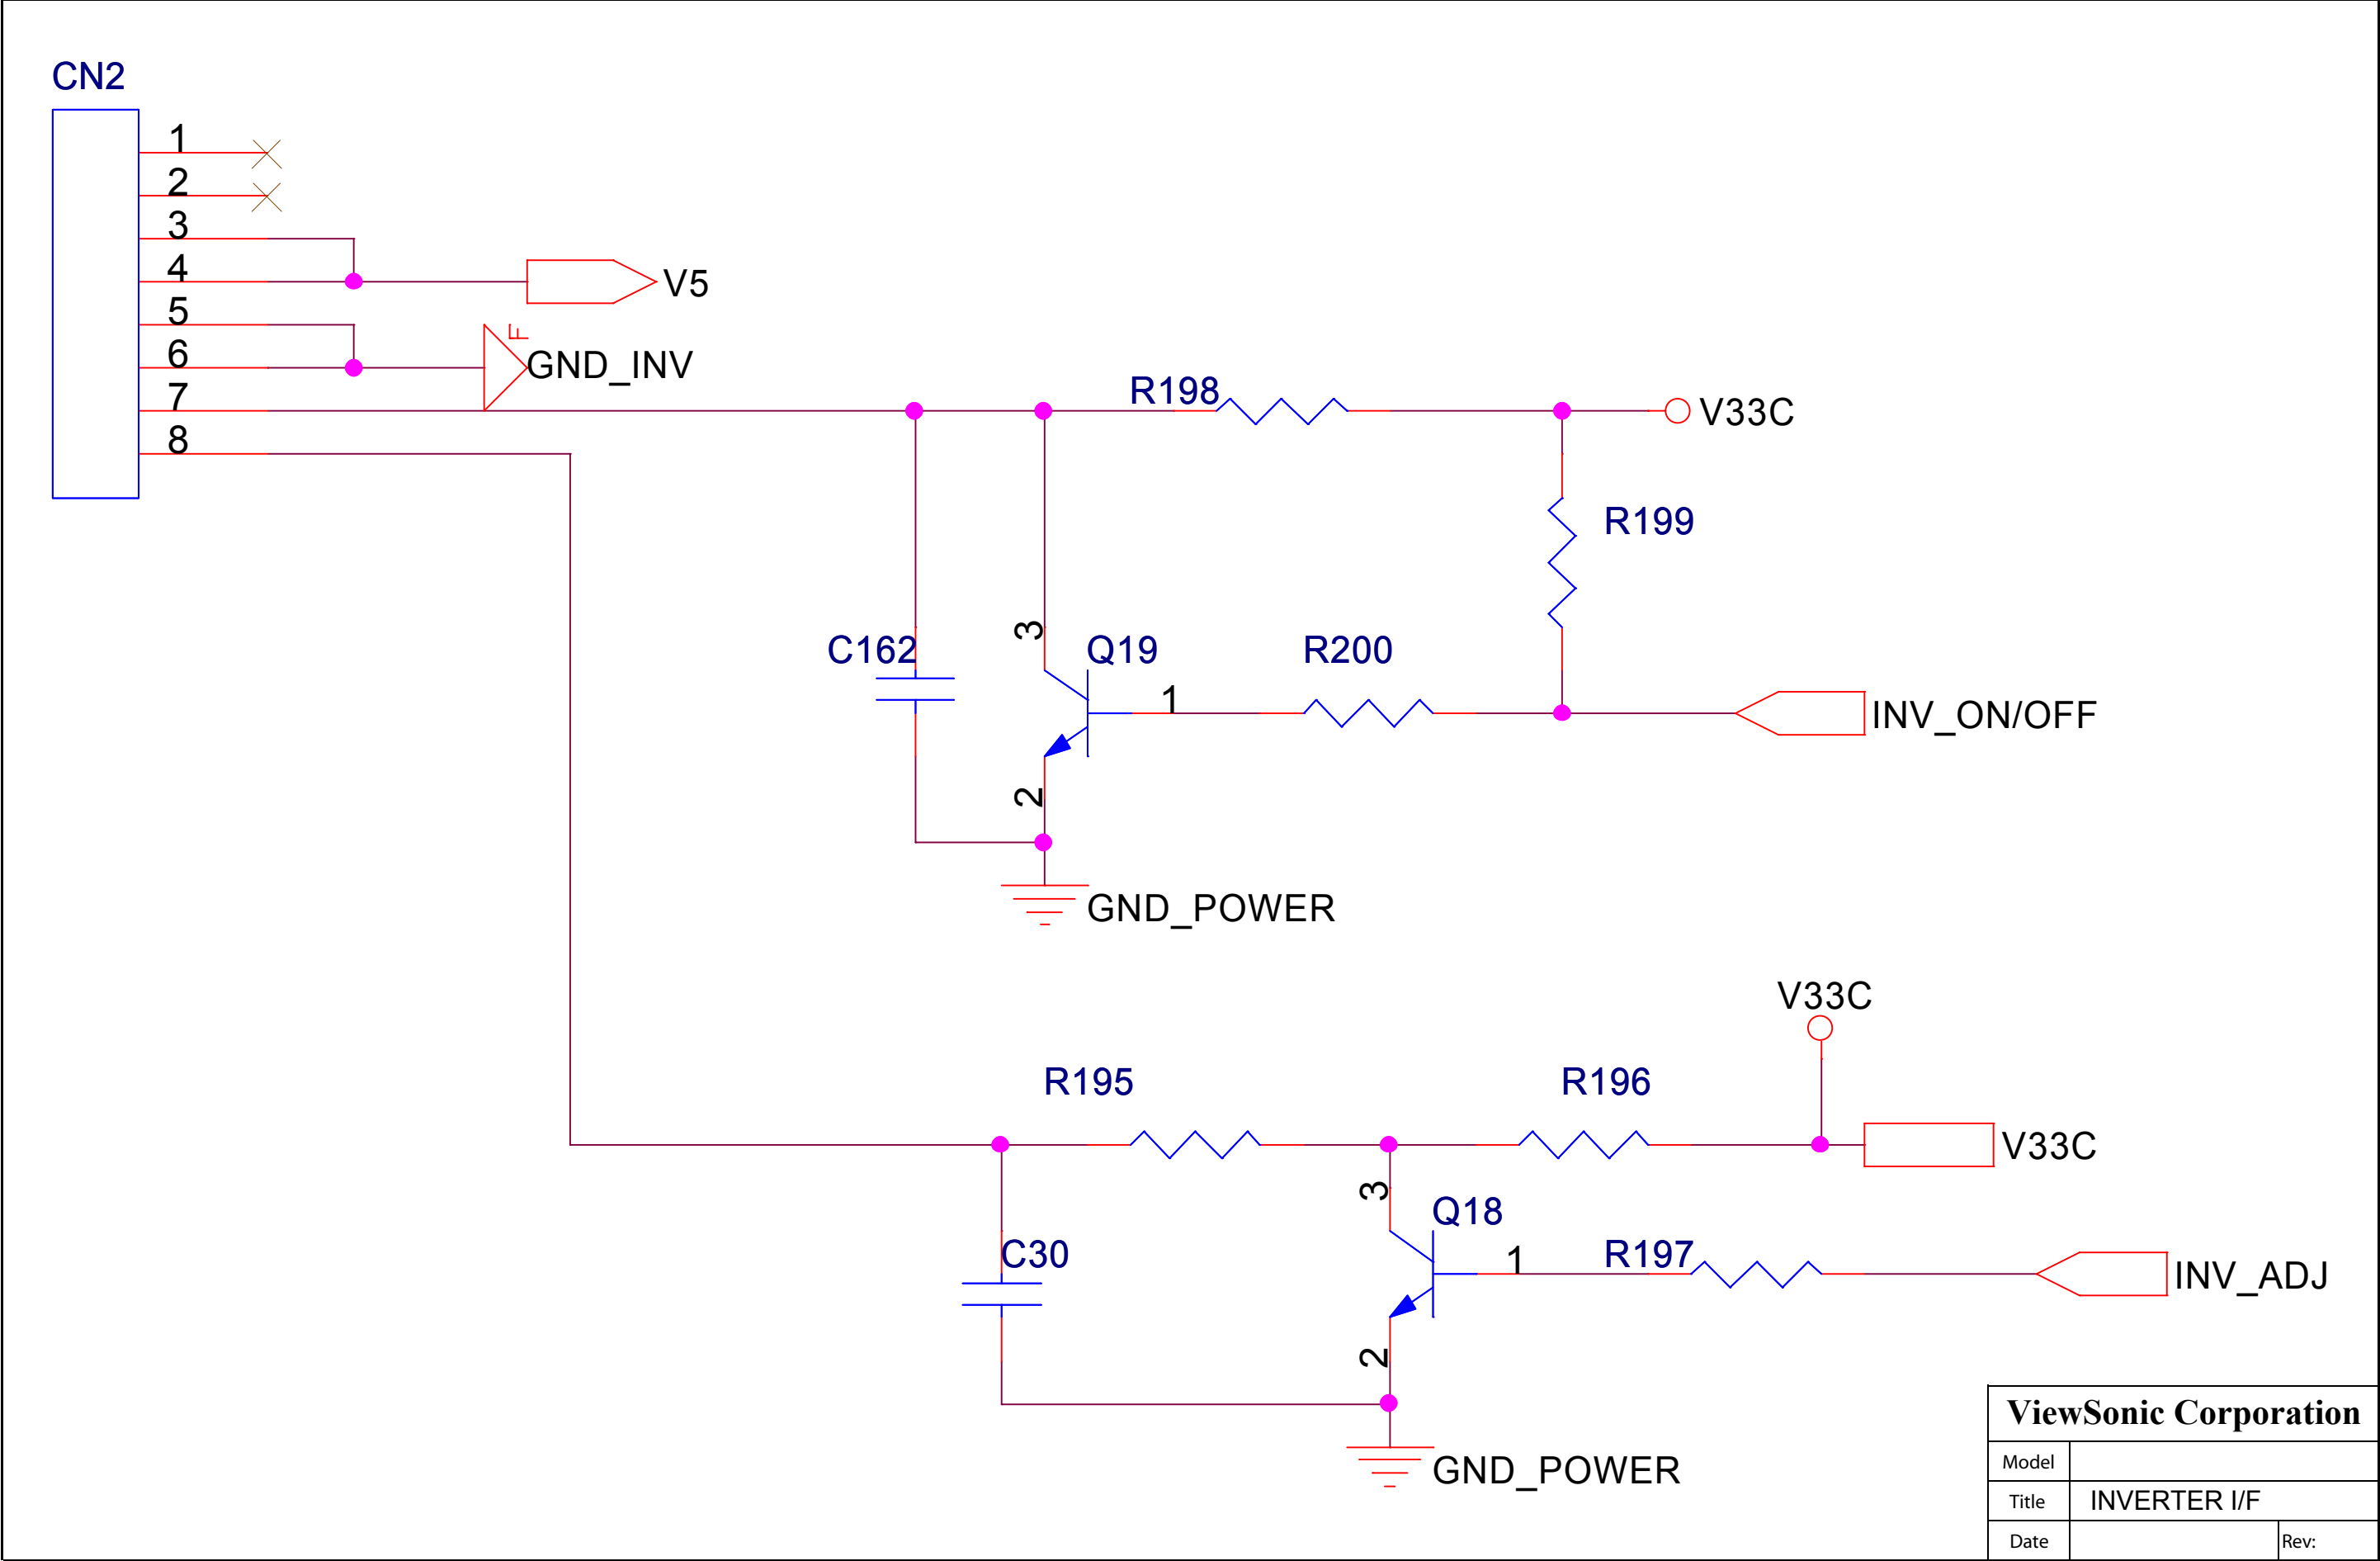 CN2
1
2
3
4
V5
5
F
6
GND_INV
7
R198
V33C
8
R199
3
C162
Q19
R200
1
INV_ON/OFF
2
GND_POWER
V33C
R195
R196
V33C
3
Q18
C30
1
R197
INV_ADJ
2
GND_POWER
ViewSonic Corporation
Model
Title INVERTER I/F
Date Rev: